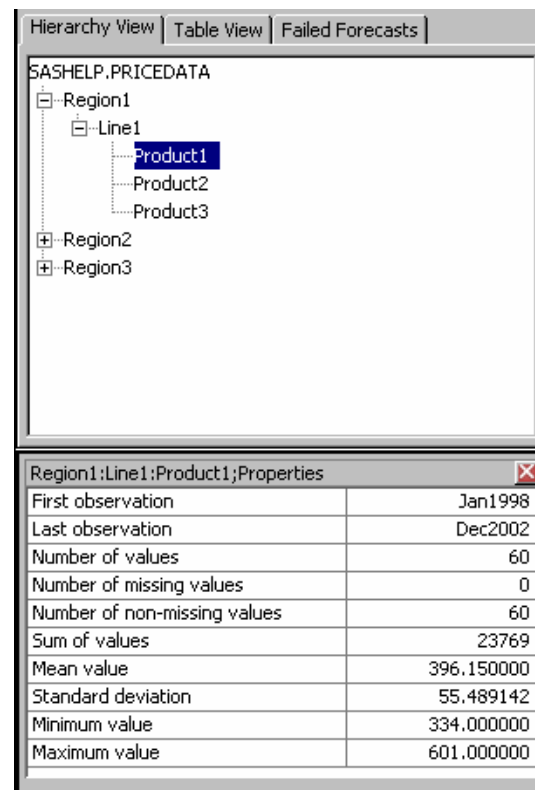 Hierarchy View Table View Failed Forecasts
SASHELP.PRICEDATA
Region1
Line1
Product1
Product2
Product3
Region2
Region3
Region1:Line1:Product1;Properties
First observation Jan1998
Last observation Dec2002
Number of values 60
Number of missing values 0
Number of non-missing values 60
Sum of values 23769
Mean value 396.150000
Standard deviation 55.489142
Minimum value 334.000000
Maximum value 601.000000